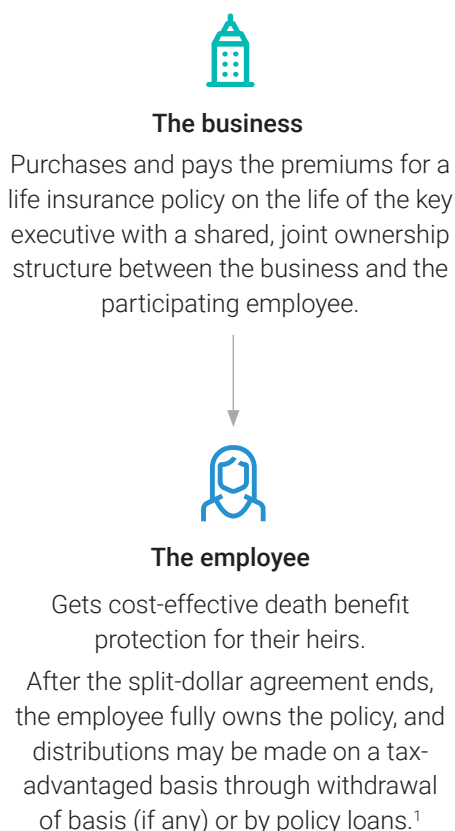 The business
Purchases and pays the premiums for a
life insurance policy on the life of the key
executive with a shared, joint ownership
structure between the business and the
participating employee.
The employee
Gets cost-effective death benefit
protection for their heirs.
After the split-dollar agreement ends,
the employee fully owns the policy, and
distributions may be made on a tax-
advantaged basis through withdrawal
of basis (if any) or by policy loans.¹